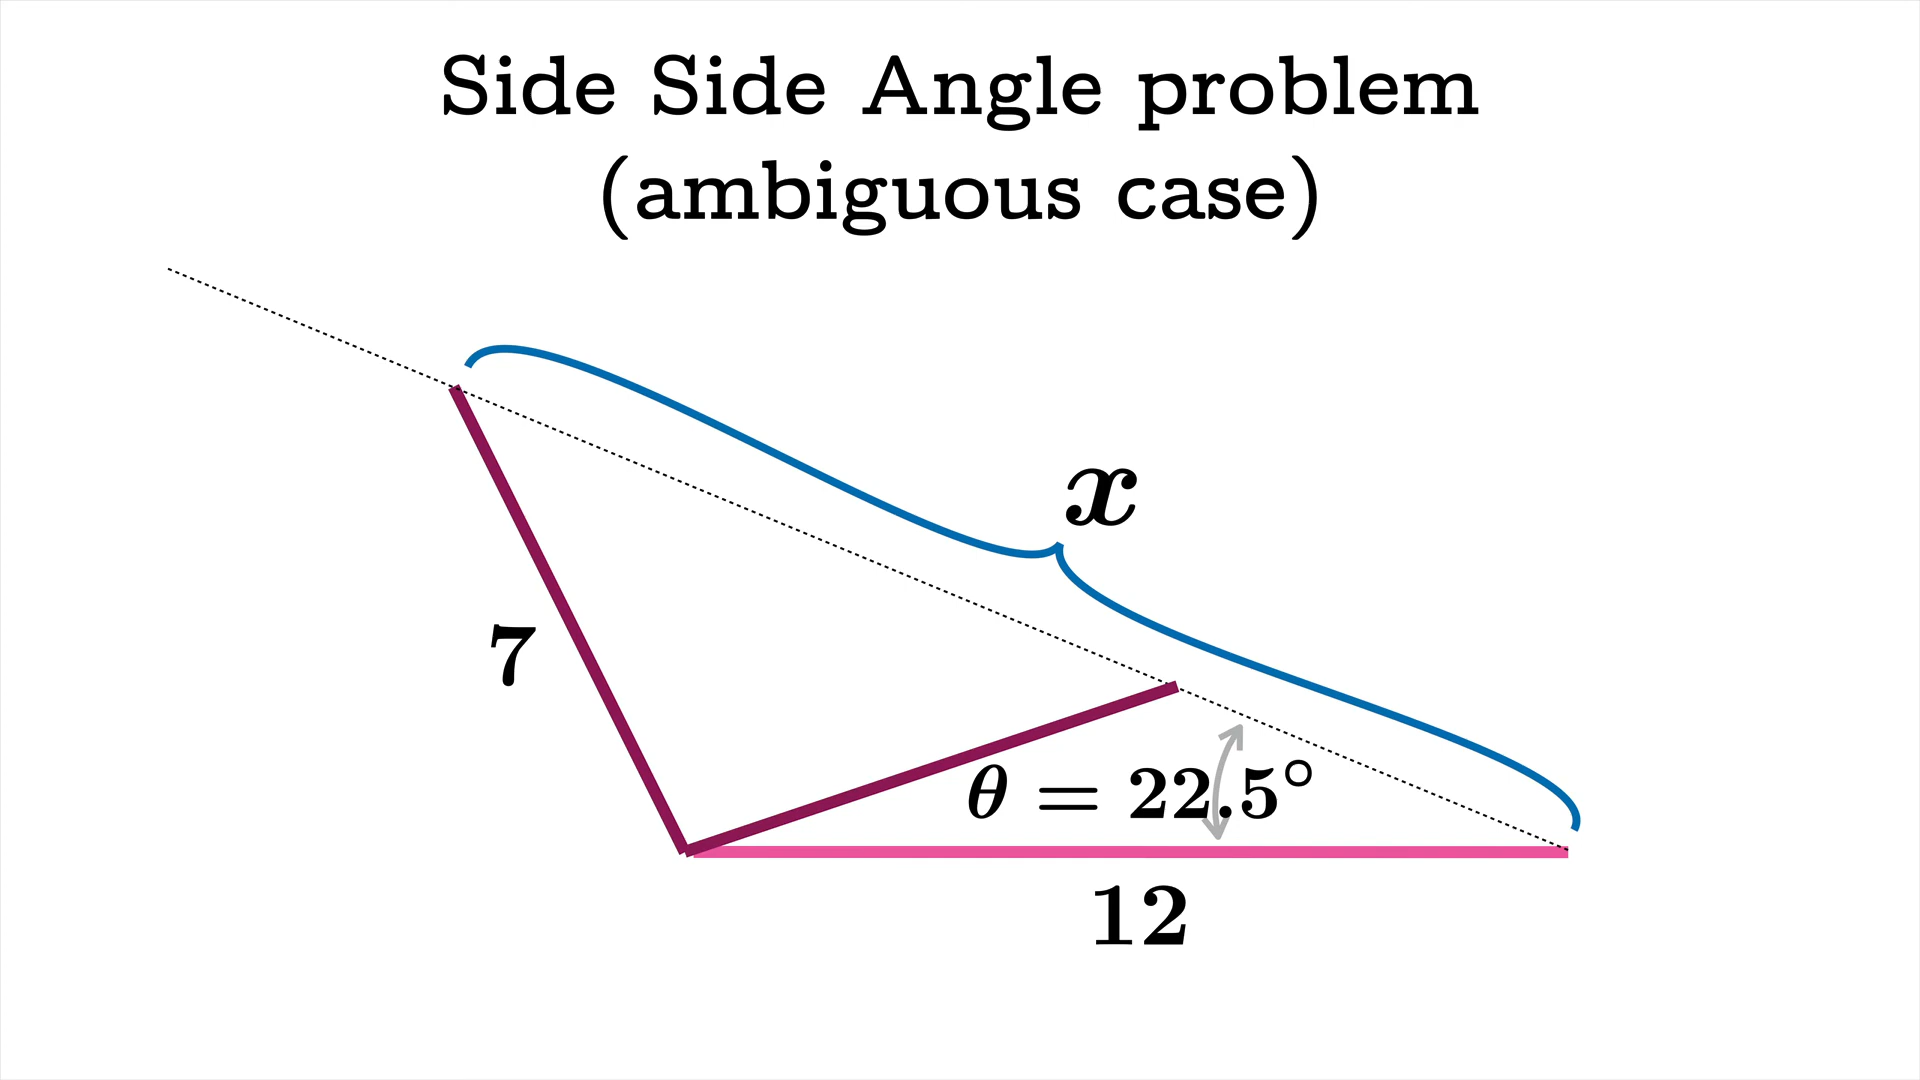 Side Side Angle problem
(ambiguous case)
x
7
θ = 22.5°
12